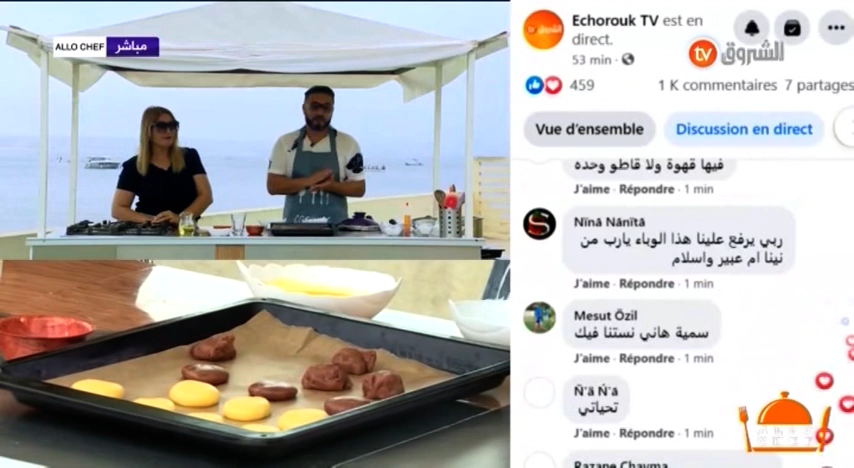 ALLO CHEF مباشر
Echorouk TV est en
direct.
53 min
tv الشروق
459
1 K commentaires 7 partages
Vue d'ensemble
Discussion en direct
فيها قهوة ولا قاطو وحده
J'aime · Répondre · 1 min
Nïnâ Nânïtâ
ربي يرفع علينا هذا الوباء يارب من
نينا ام عبير واسلام
J'aime · Répondre · 1 min
Mesut Özil
سمية هاني نستنا فيك
J'aime · Répondre · 1 min
Ñ'ã Ñ'ã
تحياتي
J'aime · Répondre · 1 min
Razane Chayma